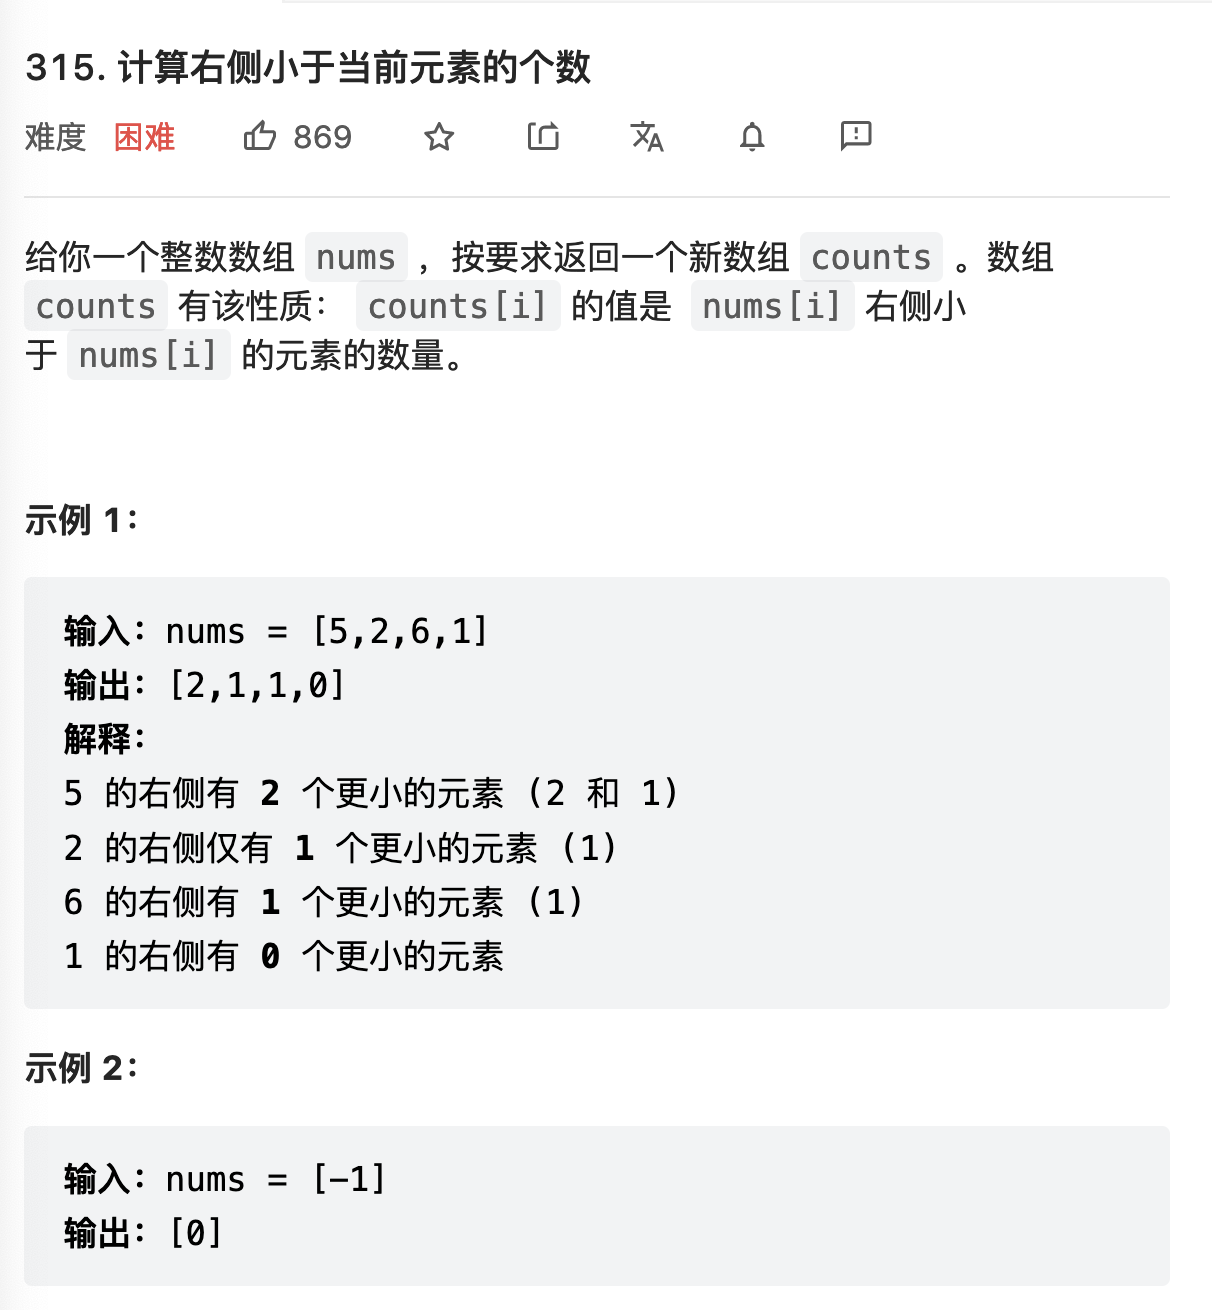 315. 计算右侧小于当前元素的个数
难度 困难 869
给你一个整数数组 nums ，按要求返回一个新数组 counts 。数组
counts 有该性质： counts[i] 的值是 nums[i] 右侧小
于 nums[i] 的元素的数量。
示例 1：
输入：nums = [5,2,6,1]
输出：[2,1,1,0]
解释：
5 的右侧有 2 个更小的元素 (2 和 1)
2 的右侧仅有 1 个更小的元素 (1)
6 的右侧有 1 个更小的元素 (1)
1 的右侧有 0 个更小的元素
示例 2：
输入：nums = [-1]
输出：[0]